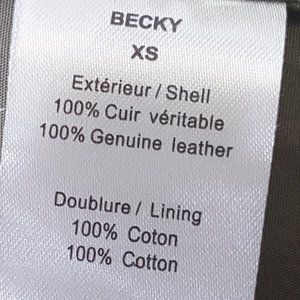 BECKY
XS
Extérieur / Shell
100% Cuir véritable
100% Genuine leather
Doublure / Lining
100% Coton
100% Cotton